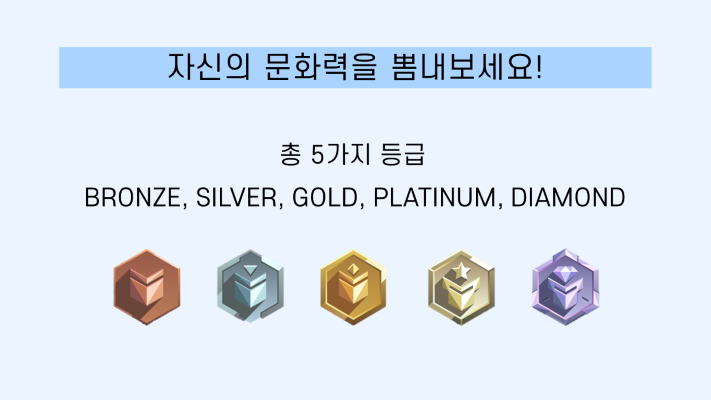 자신의 문화력을 뽐내보세요!
총 5가지 등급
BRONZE, SILVER, GOLD, PLATINUM, DIAMOND